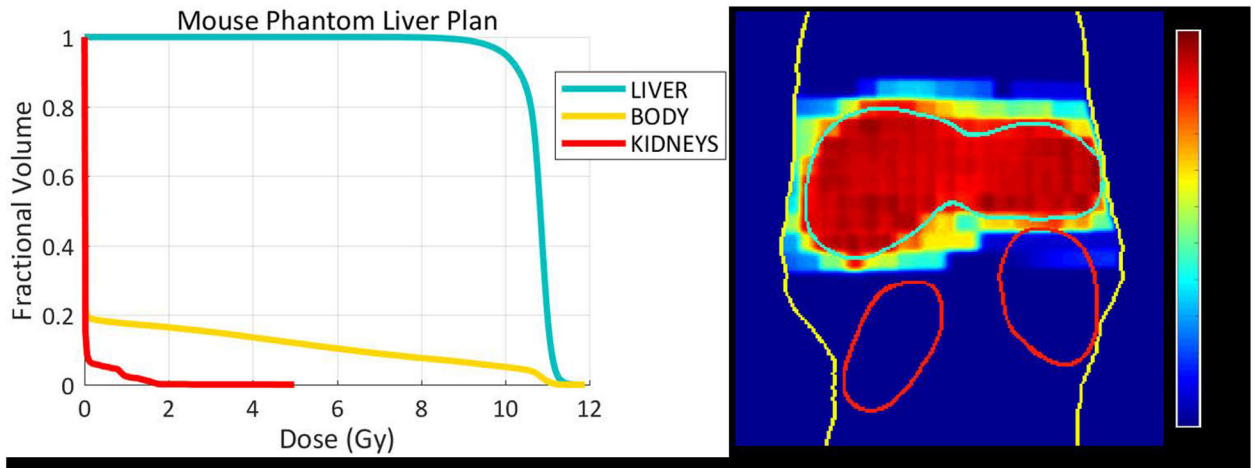 Mouse Phantom Liver Plan
1
0.8
0.6
0.4
0.2
0
Fractional Volume
0 2 4 6 8 10 12
Dose (Gy)
LIVER
BODY
KIDNEYS